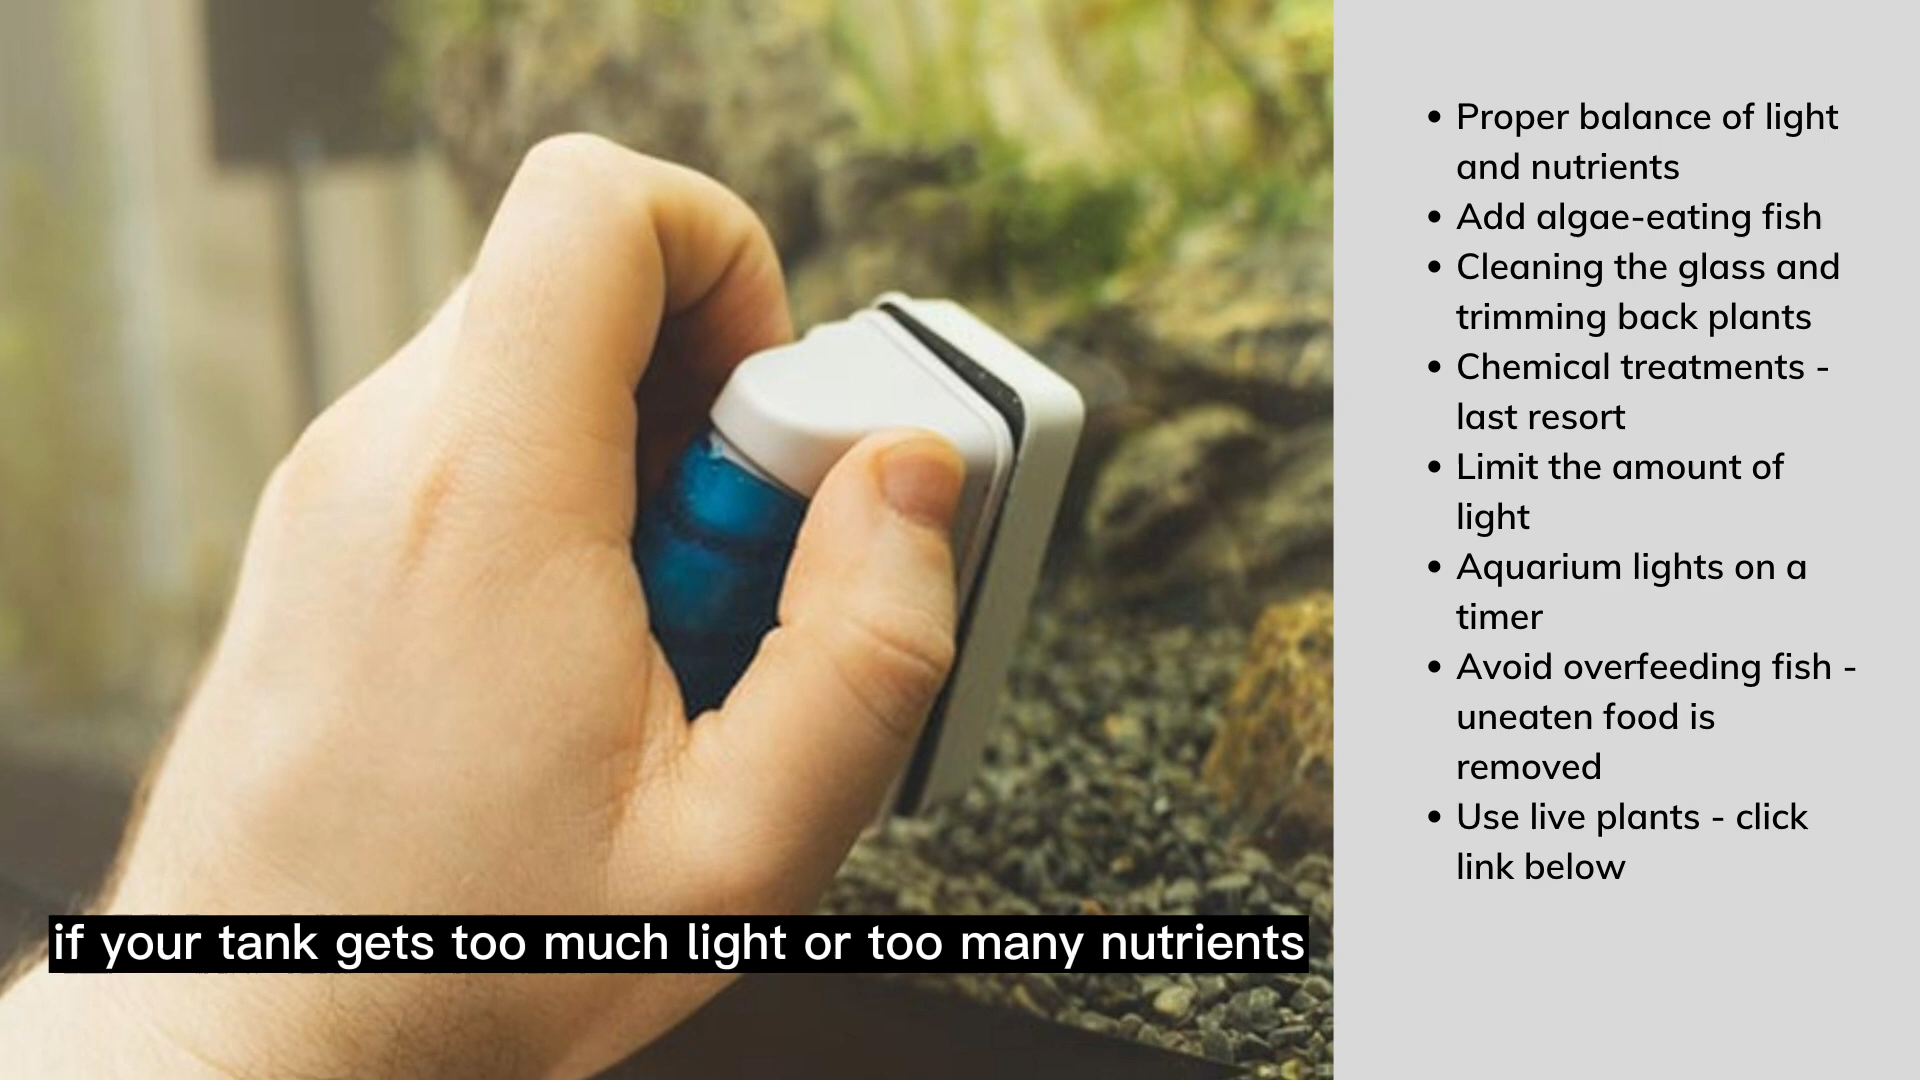 • Proper balance of light
and nutrients
• Add algae-eating fish
• Cleaning the glass and
trimming back plants
• Chemical treatments -
last resort
• Limit the amount of
light
• Aquarium lights on a
timer
• Avoid overfeeding fish -
uneaten food is
removed
• Use live plants - click
link below
if your tank gets too much light or too many nutrients